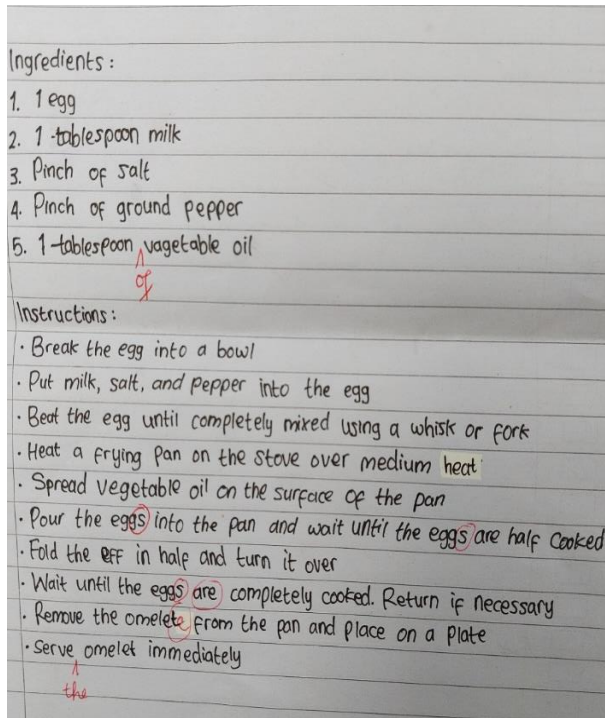 Ingredients :
1. 1 egg
2. 1 tablespoon milk
3. Pinch of salt
4. Pinch of ground pepper
5. 1 tablespoon vagetable oil
of
Instructions :
· Break the egg into a bowl
· Put milk, salt, and pepper into the egg
· Beat the egg until completely mixed using a whisk or fork
· Heat a frying pan on the stove over medium heat
· Spread vegetable oil on the surface of the pan
· Pour the eggs into the pan and wait until the eggs are half cooked
· Fold the eff in half and turn it over
· Wait until the eggs are completely cooked. Return if necessary
· Remove the omelete from the pan and place on a plate
· Serve omelet immediately
the